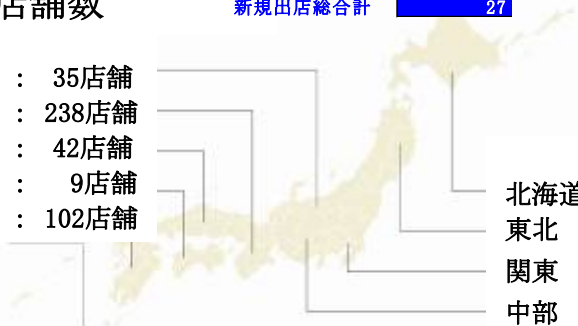 店舗数
新規出店総合計 27
: 35店舗
: 238店舗
: 42店舗
: 9店舗
: 102店舗
北海道
東北
関東
中部